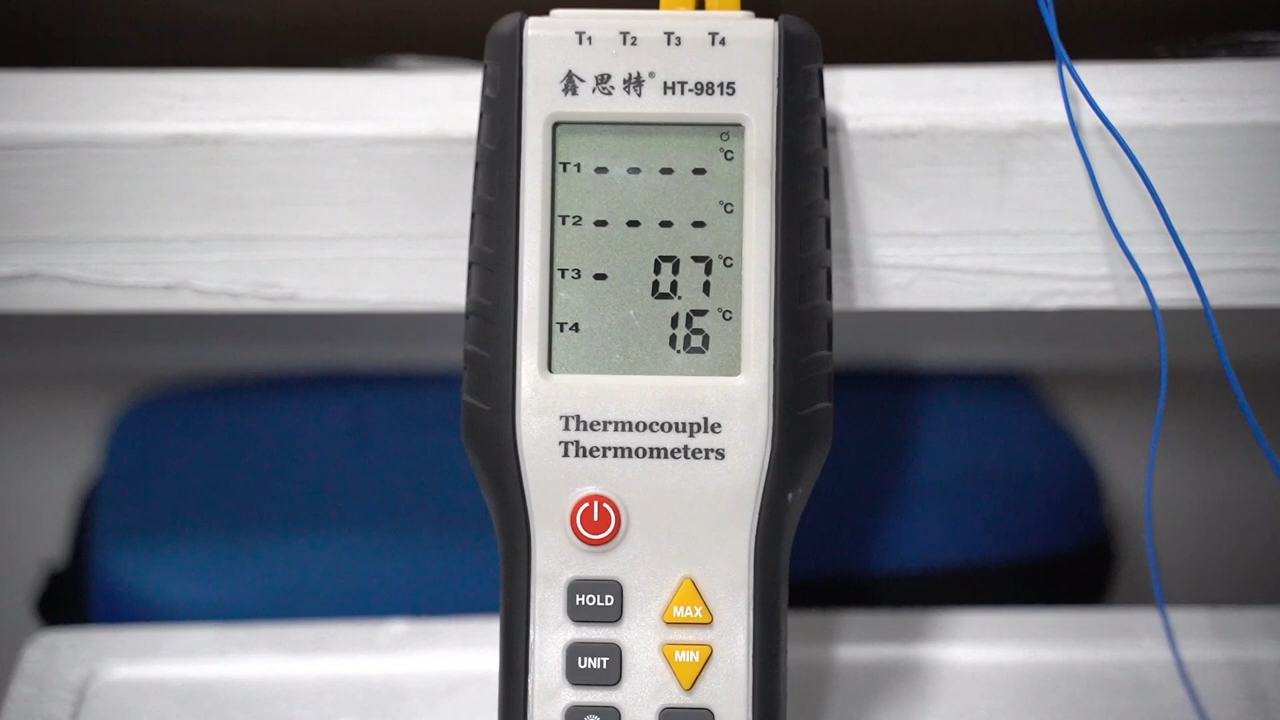 T1 T2 T3 T4
鑫思特® HT-9815
°C
T1 - - - -
°C
T2 - - - -
T3 - 0.7 °C
T4 1.6 °C
Thermocouple
Thermometers
HOLD
MAX
UNIT
MIN